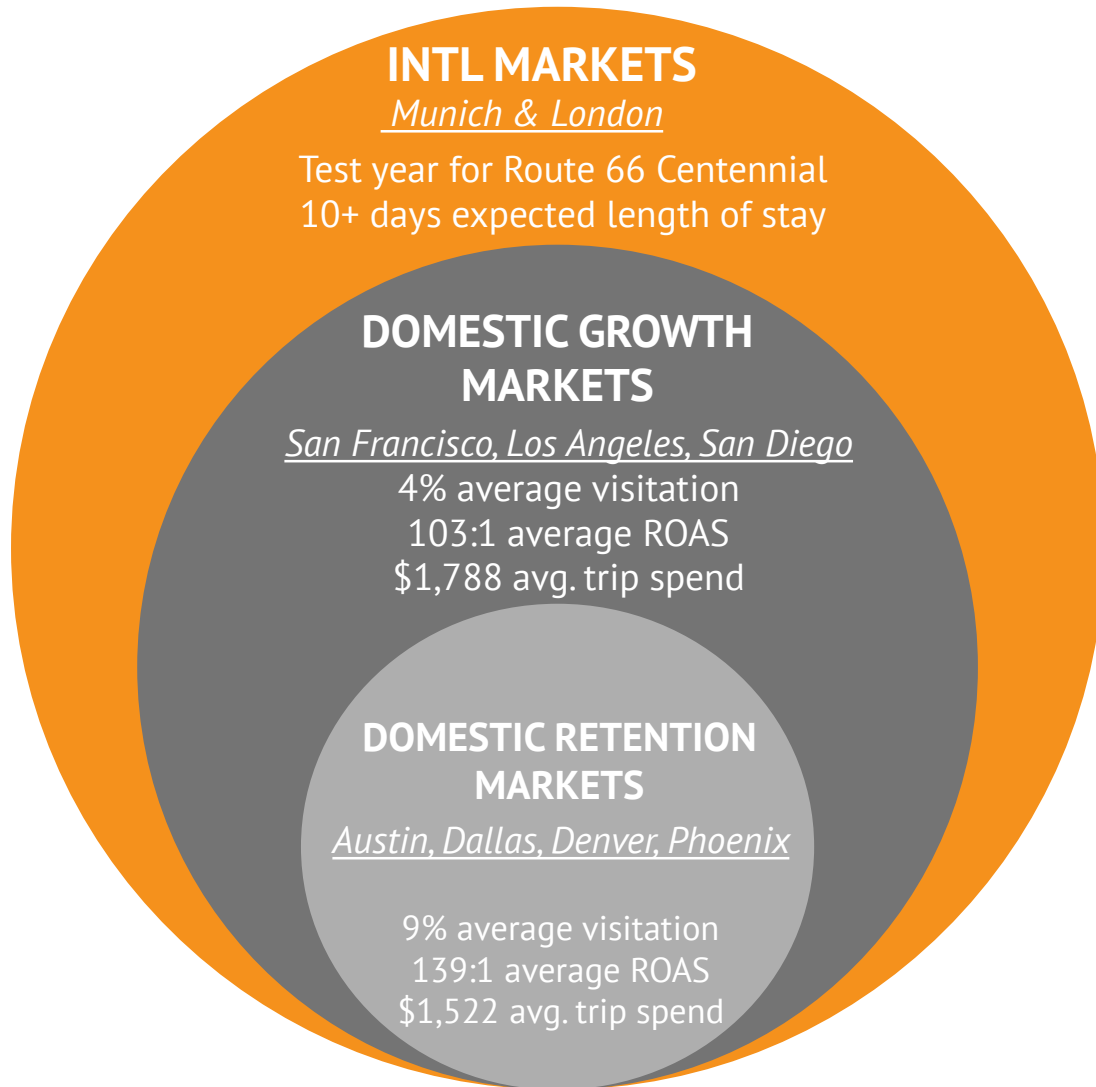 INTL MARKETS
Munich & London
Test year for Route 66 Centennial
10+ days expected length of stay
DOMESTIC GROWTH
MARKETS
San Francisco, Los Angeles, San Diego
4% average visitation
103:1 average ROAS
$1,788 avg. trip spend
DOMESTIC RETENTION
MARKETS
Austin, Dallas, Denver, Phoenix
9% average visitation
139:1 average ROAS
$1,522 avg. trip spend